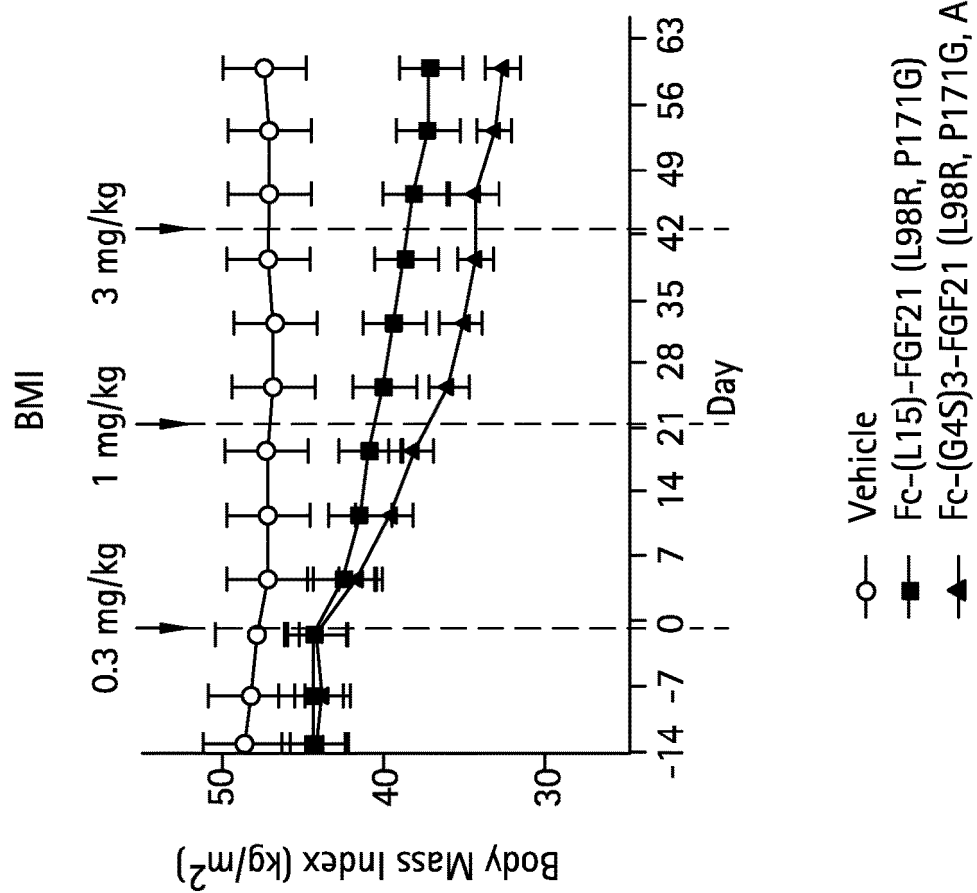 BMI
0.3 mg/kg
1 mg/kg
3 mg/kg
Body Mass Index (kg/m²)
50
40
30
-14
-7
0
7
14
21
28
35
42
49
56
63
Day
Vehicle
Fc-(L15)-FGF21 (L98R, P171G)
Fc-(G4S)3-FGF21 (L98R, P171G, A